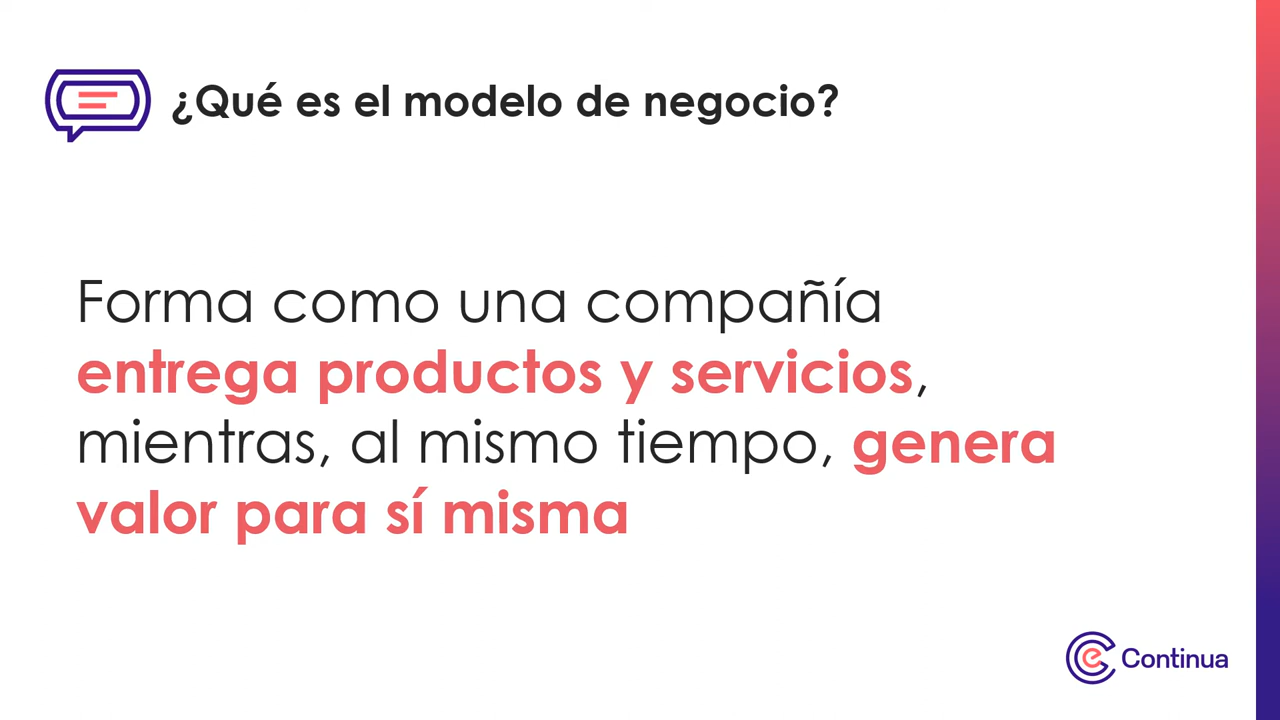 ¿Qué es el modelo de negocio?
Forma como una compañía
entrega productos y servicios,
mientras, al mismo tiempo, genera
valor para sí misma
Continua